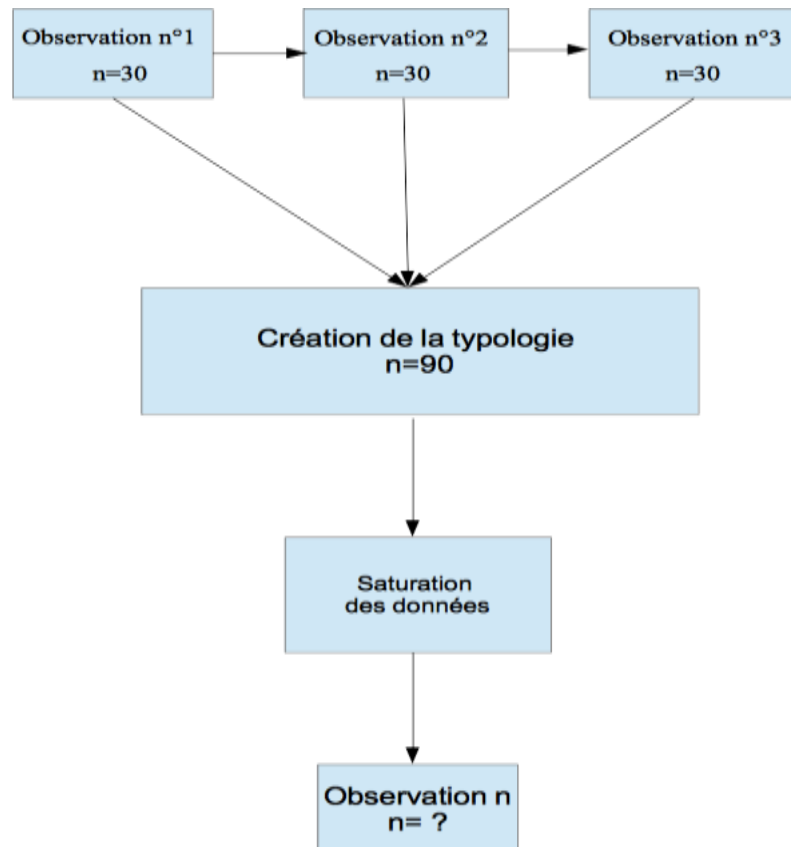 Observation n°1
n=30
Observation n°2
n=30
Observation n°3
n=30
Création de la typologie
n=90
Saturation
des données
Observation n
n= ?